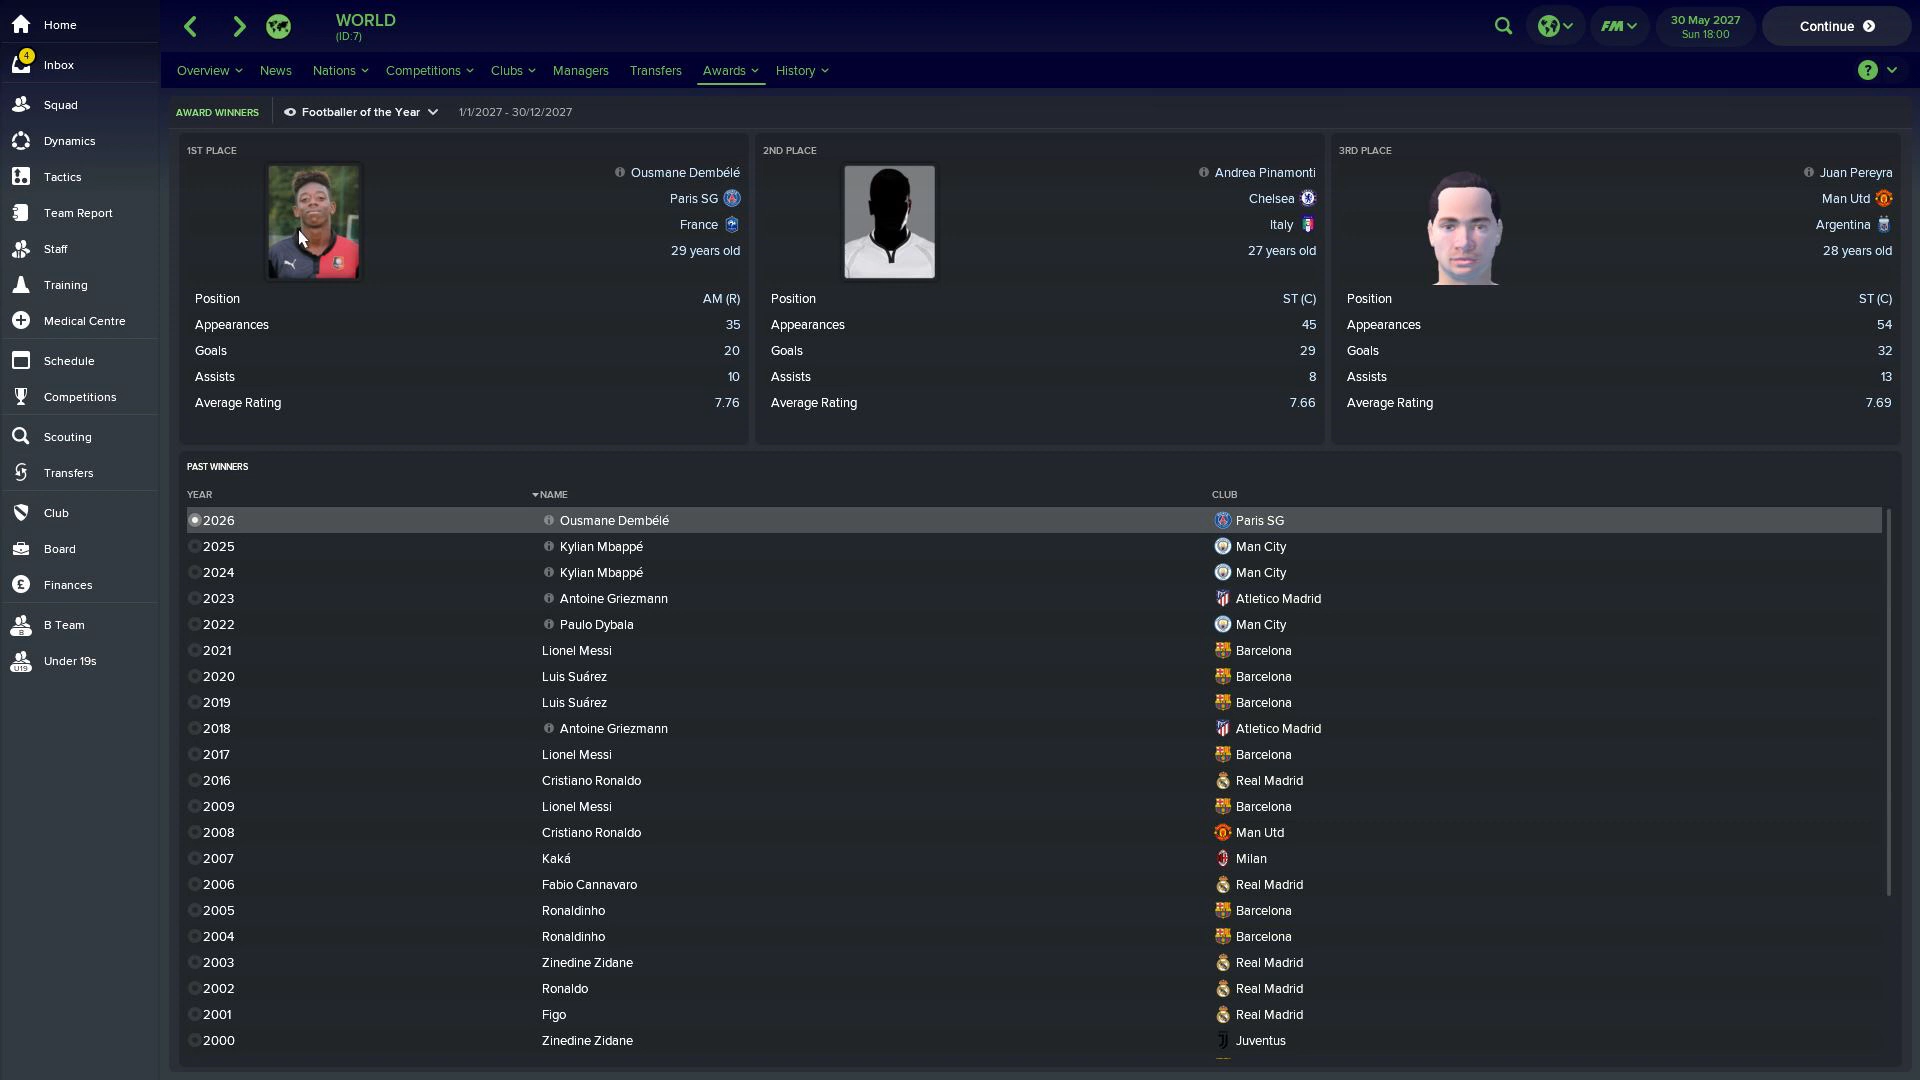 Home
4
Inbox
Squad
Dynamics
Tactics
Team Report
Staff
Training
Medical Centre
Schedule
Competitions
Scouting
Transfers
Club
Board
£
Finances
B
B Team
U19
Under 19s
WORLD
(ID:7)
FM
30 May 2027
Sun 18:00
Continue
Overview
News
Nations
Competitions
Clubs
Managers
Transfers
Awards
History
?
AWARD WINNERS
Footballer of the Year
1/1/2027 - 30/12/2027
1ST PLACE
Ousmane Dembélé
Paris SG
France
29 years old
Position AM (R)
Appearances 35
Goals 20
Assists 10
Average Rating 7.76
2ND PLACE
Andrea Pinamonti
Chelsea
Italy
27 years old
Position ST (C)
Appearances 45
Goals 29
Assists 8
Average Rating 7.66
3RD PLACE
Juan Pereyra
Man Utd
Argentina
28 years old
Position ST (C)
Appearances 54
Goals 32
Assists 13
Average Rating 7.69
PAST WINNERS
YEAR NAME CLUB
2026 Ousmane Dembélé Paris SG
2025 Kylian Mbappé Man City
2024 Kylian Mbappé Man City
2023 Antoine Griezmann Atletico Madrid
2022 Paulo Dybala Man City
2021 Lionel Messi Barcelona
2020 Luis Suárez Barcelona
2019 Luis Suárez Barcelona
2018 Antoine Griezmann Atletico Madrid
2017 Lionel Messi Barcelona
2016 Cristiano Ronaldo Real Madrid
2009 Lionel Messi Barcelona
2008 Cristiano Ronaldo Man Utd
2007 Kaká Milan
2006 Fabio Cannavaro Real Madrid
2005 Ronaldinho Barcelona
2004 Ronaldinho Barcelona
2003 Zinedine Zidane Real Madrid
2002 Ronaldo Real Madrid
2001 Figo Real Madrid
2000 Zinedine Zidane Juventus